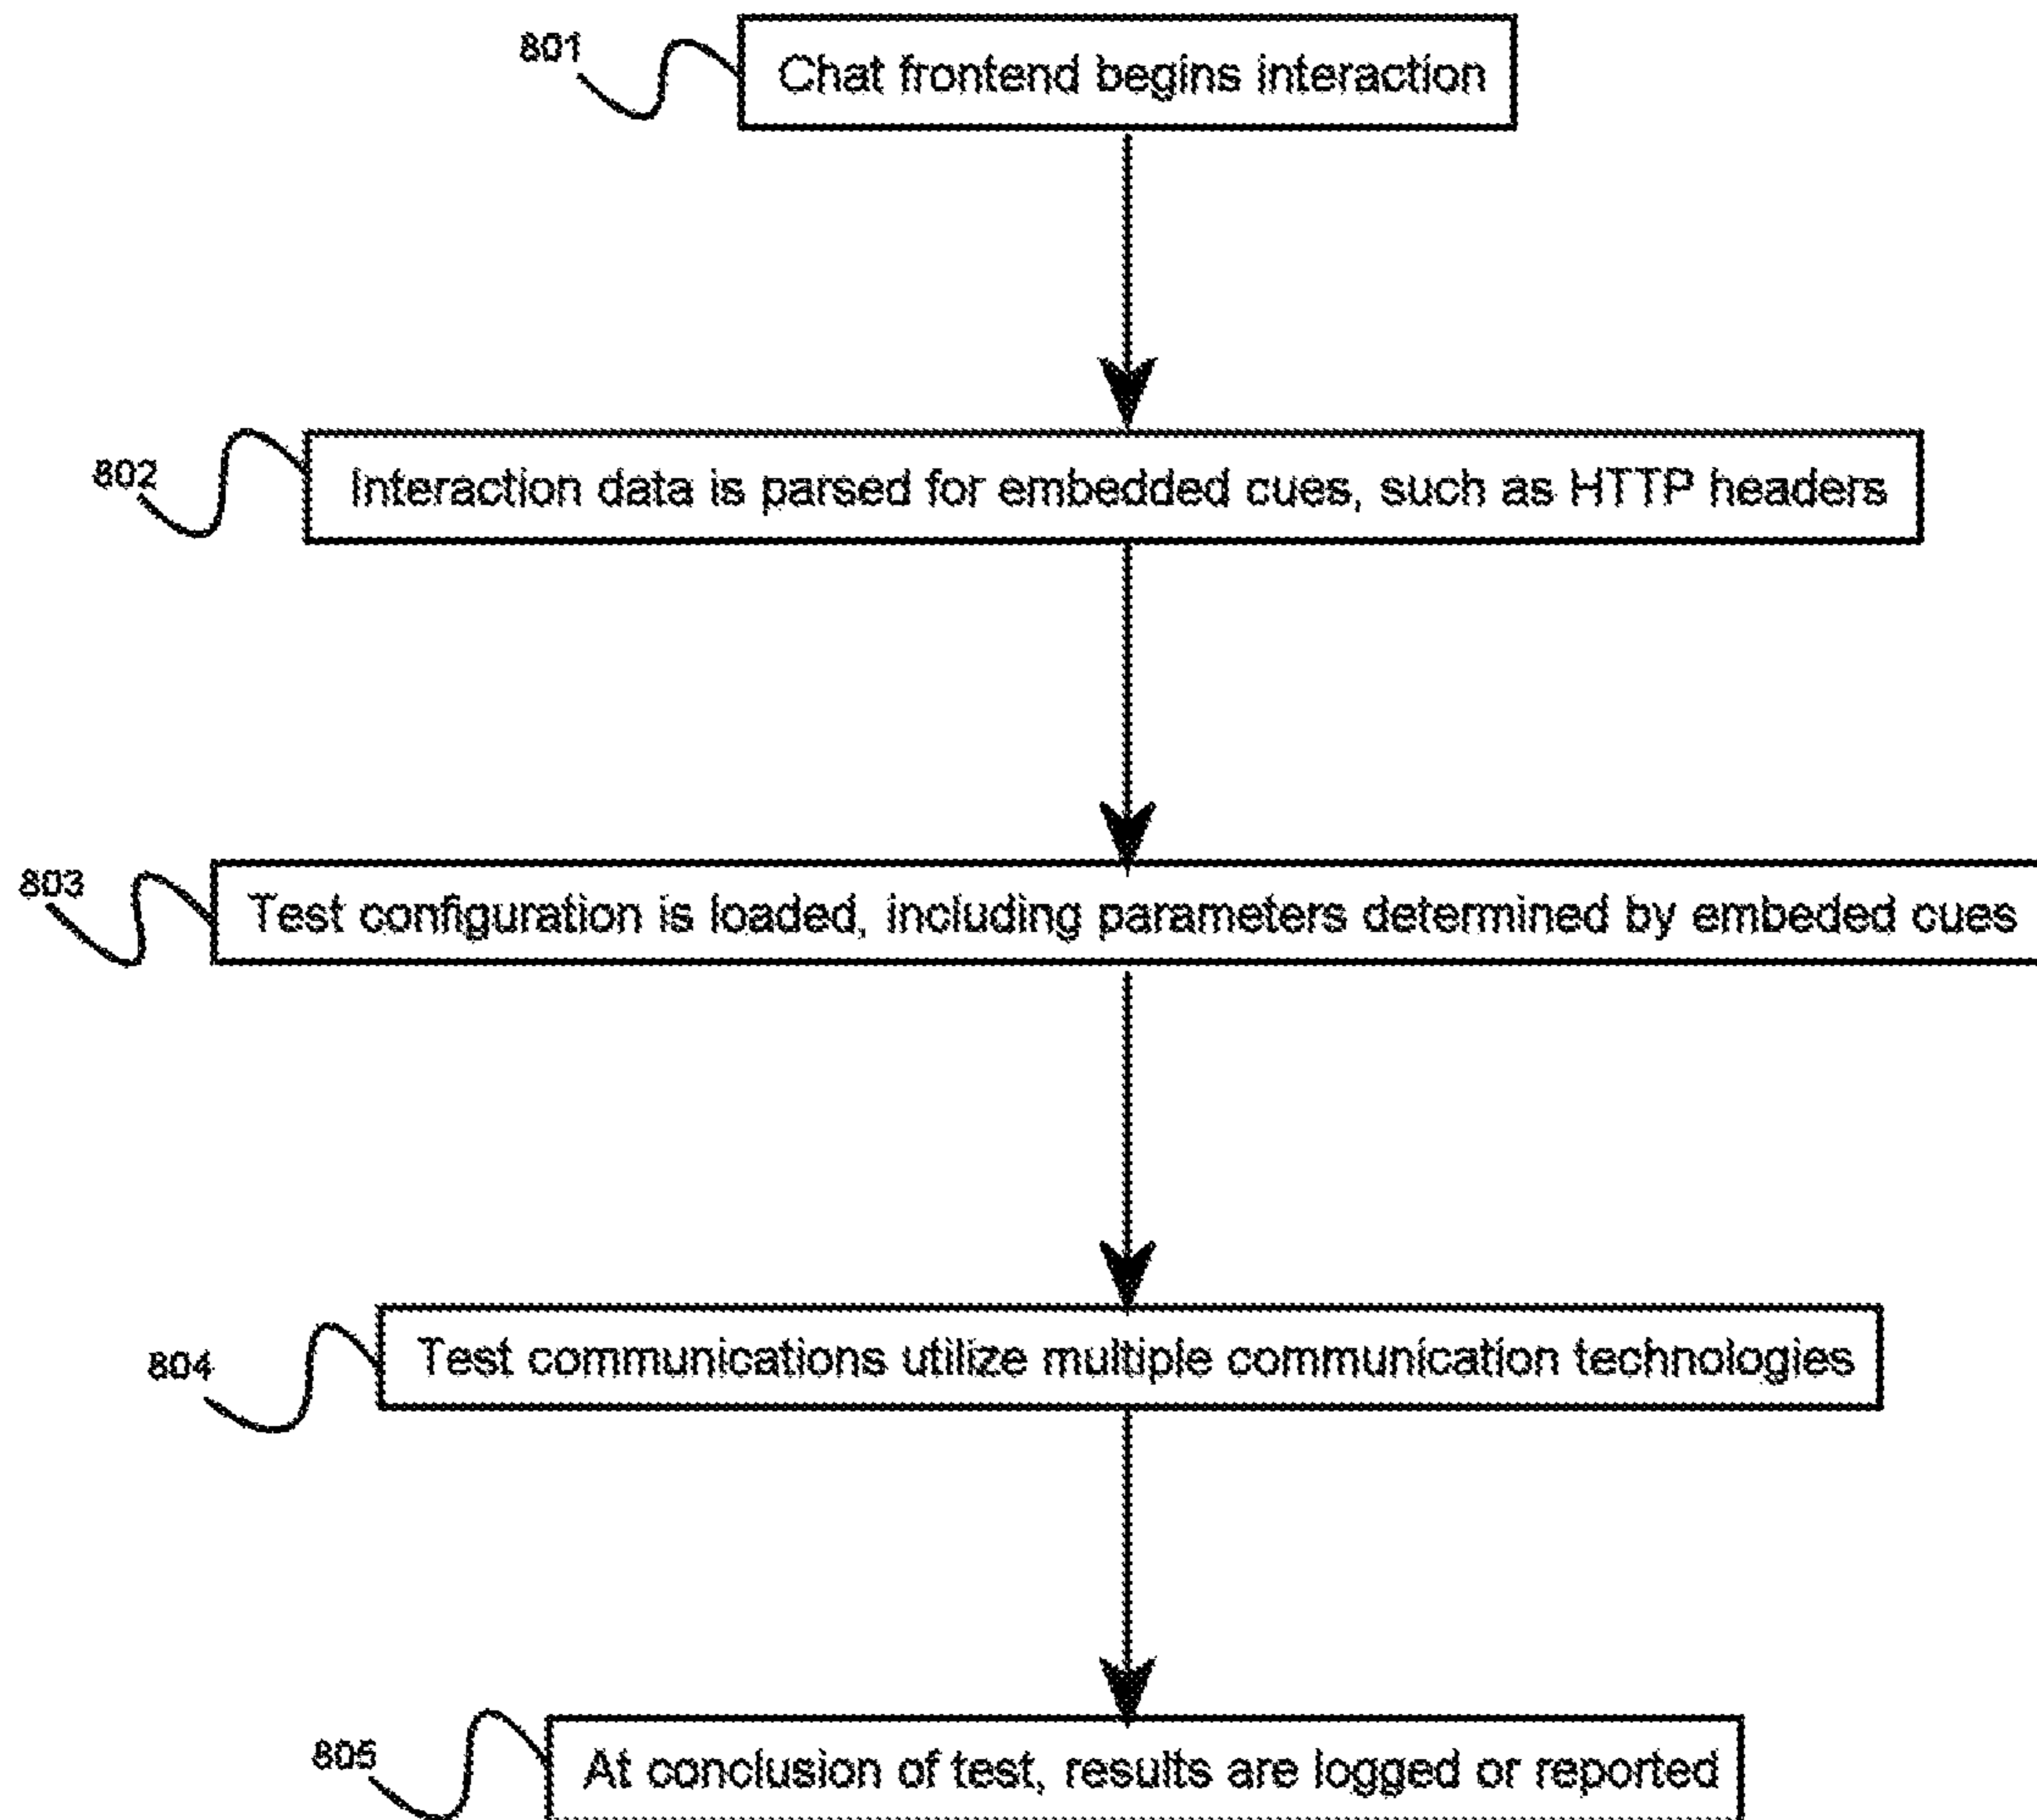 801
Chat frontend begins interaction
802
Interaction data is parsed for embedded cues, such as HTTP headers
803
Test configuration is loaded, including parameters determined by embeded cues
804
Test communications utilize multiple communication technologies
805
At conclusion of test, results are logged or reported